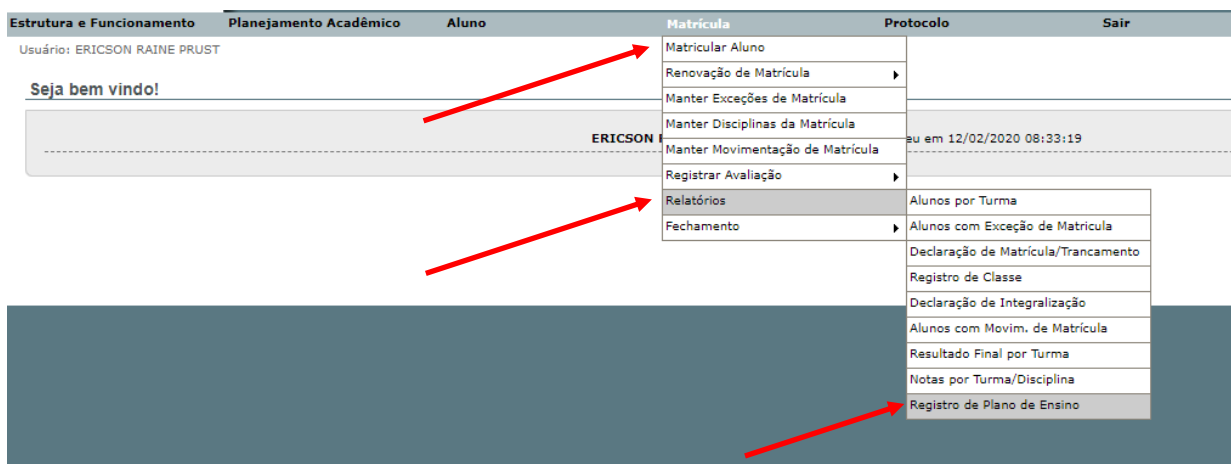 Estrutura e Funcionamento Planejamento Acadêmico Aluno Matrícula Protocolo Sair
Usuário: ERICSON RAINE PRUST
Seja bem vindo!
ERICSON
eu em 12/02/2020 08:33:19
Matricular Aluno
Renovação de Matrícula
Manter Exceções de Matrícula
Manter Disciplinas da Matrícula
Manter Movimentação de Matrícula
Registrar Avaliação
Relatórios
Fechamento
Alunos por Turma
Alunos com Exceção de Matricula
Declaração de Matrícula/Trancamento
Registro de Classe
Declaração de Integralização
Alunos com Movim. de Matrícula
Resultado Final por Turma
Notas por Turma/Disciplina
Registro de Plano de Ensino